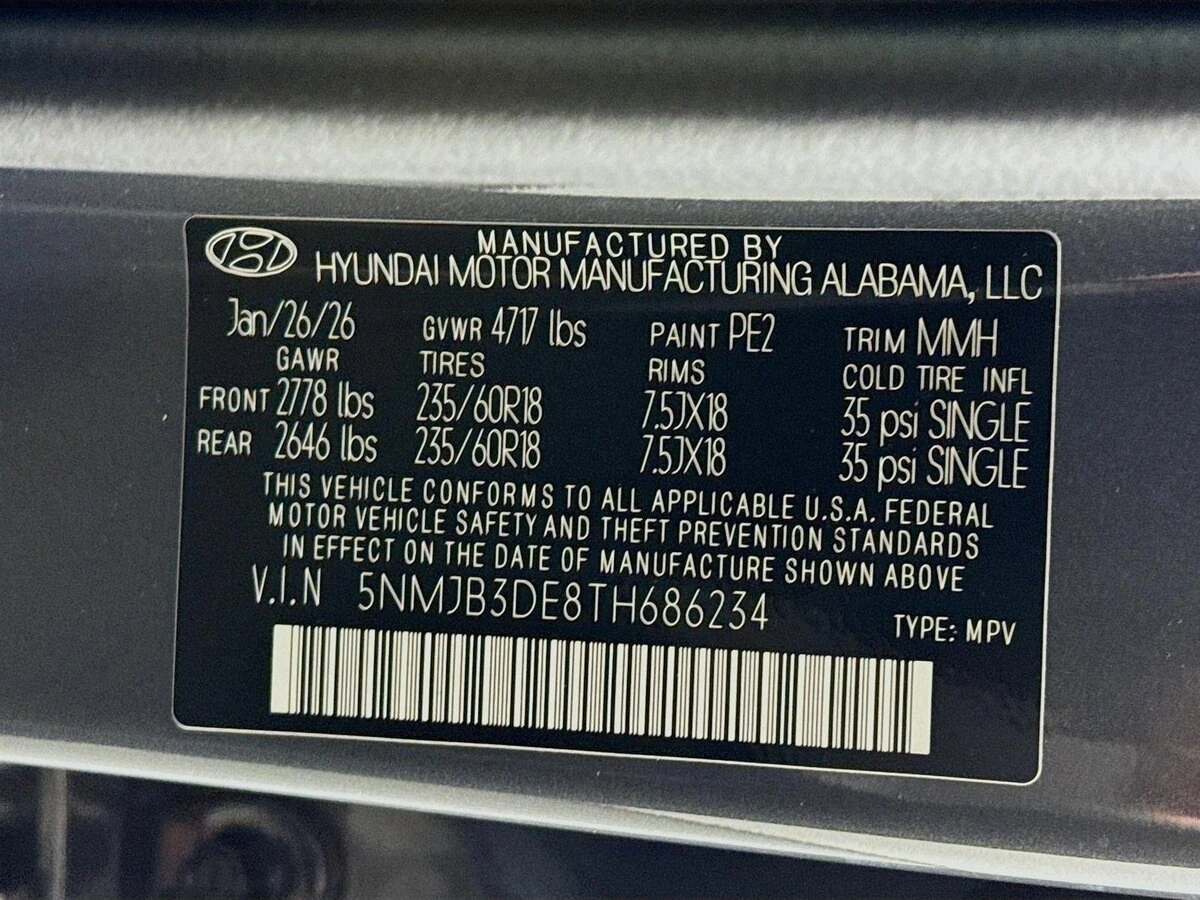 MANUFACTURED BY
HYUNDAI MOTOR MANUFACTURING ALABAMA, LLC
Jan/26/26 GVWR 4717 lbs PAINT PE2 TRIM MMH
GAWR TIRES RIMS COLD TIRE INFL
FRONT 2778 lbs 235/60R18 7.5JX18 35 psi SINGLE
REAR 2646 lbs 235/60R18 7.5JX18 35 psi SINGLE
THIS VEHICLE CONFORMS TO ALL APPLICABLE U.S.A. FEDERAL
MOTOR VEHICLE SAFETY AND THEFT PREVENTION STANDARDS
IN EFFECT ON THE DATE OF MANUFACTURE SHOWN ABOVE
V.I.N 5NMJB3DE8TH686234 TYPE: MPV